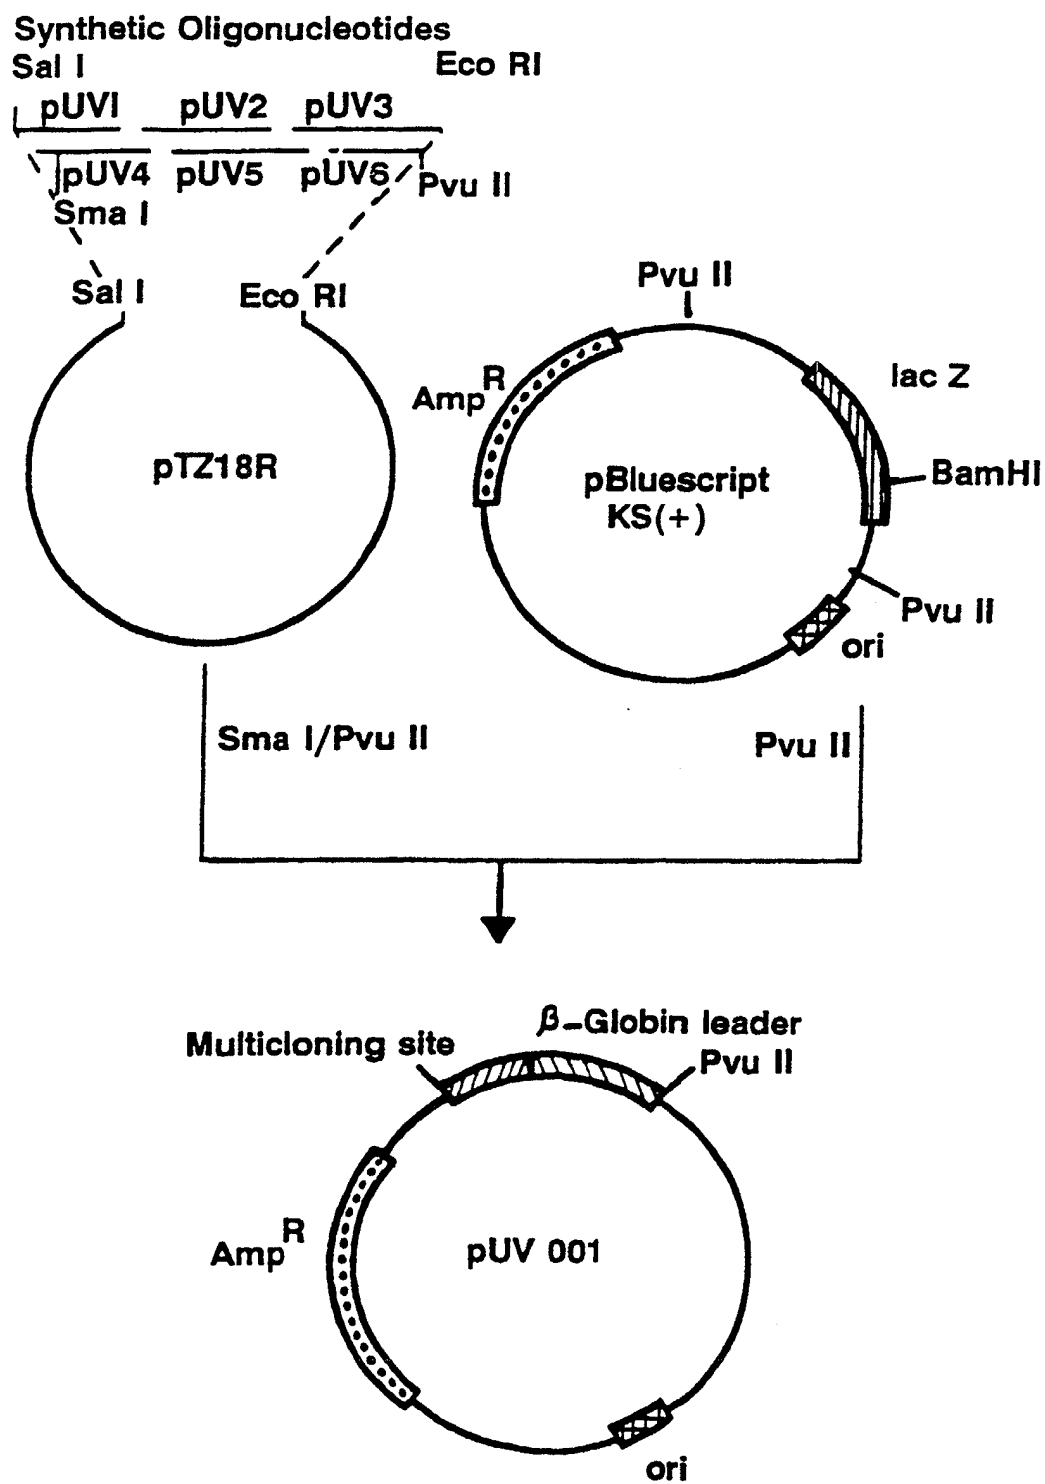 Synthetic Oligonucleotides
Sal I
Eco RI
pUV1 pUV2 pUV3
pUV4 pUV5 pUV6
Pvu II
Sma I
Sal I
Eco RI
pTZ18R
Pvu II
Amp R
lac Z
BamHI
pBluescript
KS(+)
Pvu II
ori
Sma I/Pvu II
Pvu II
β-Globin leader
Multicloning site
Pvu II
Amp R
pUV 001
ori